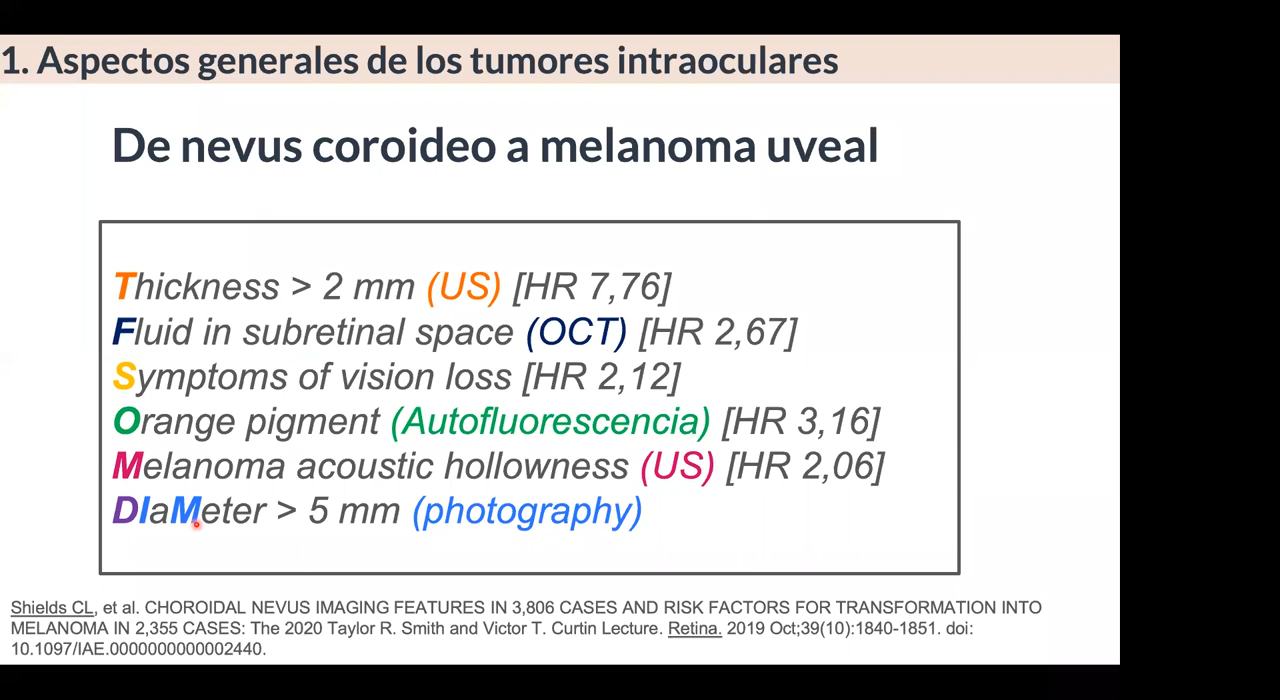 1. Aspectos generales de los tumores intraoculares
De nevus coroideo a melanoma uveal
Thickness > 2 mm (US) [HR 7,76]
Fluid in subretinal space (OCT) [HR 2,67]
Symptoms of vision loss [HR 2,12]
Orange pigment (Autofluorescencia) [HR 3,16]
Melanoma acoustic hollowness (US) [HR 2,06]
DIaMeter > 5 mm (photography)
Shields CL, et al. CHOROIDAL NEVUS IMAGING FEATURES IN 3,806 CASES AND RISK FACTORS FOR TRANSFORMATION INTO
MELANOMA IN 2,355 CASES: The 2020 Taylor R. Smith and Victor T. Curtin Lecture. Retina. 2019 Oct;39(10):1840-1851. doi:
10.1097/IAE.0000000000002440.